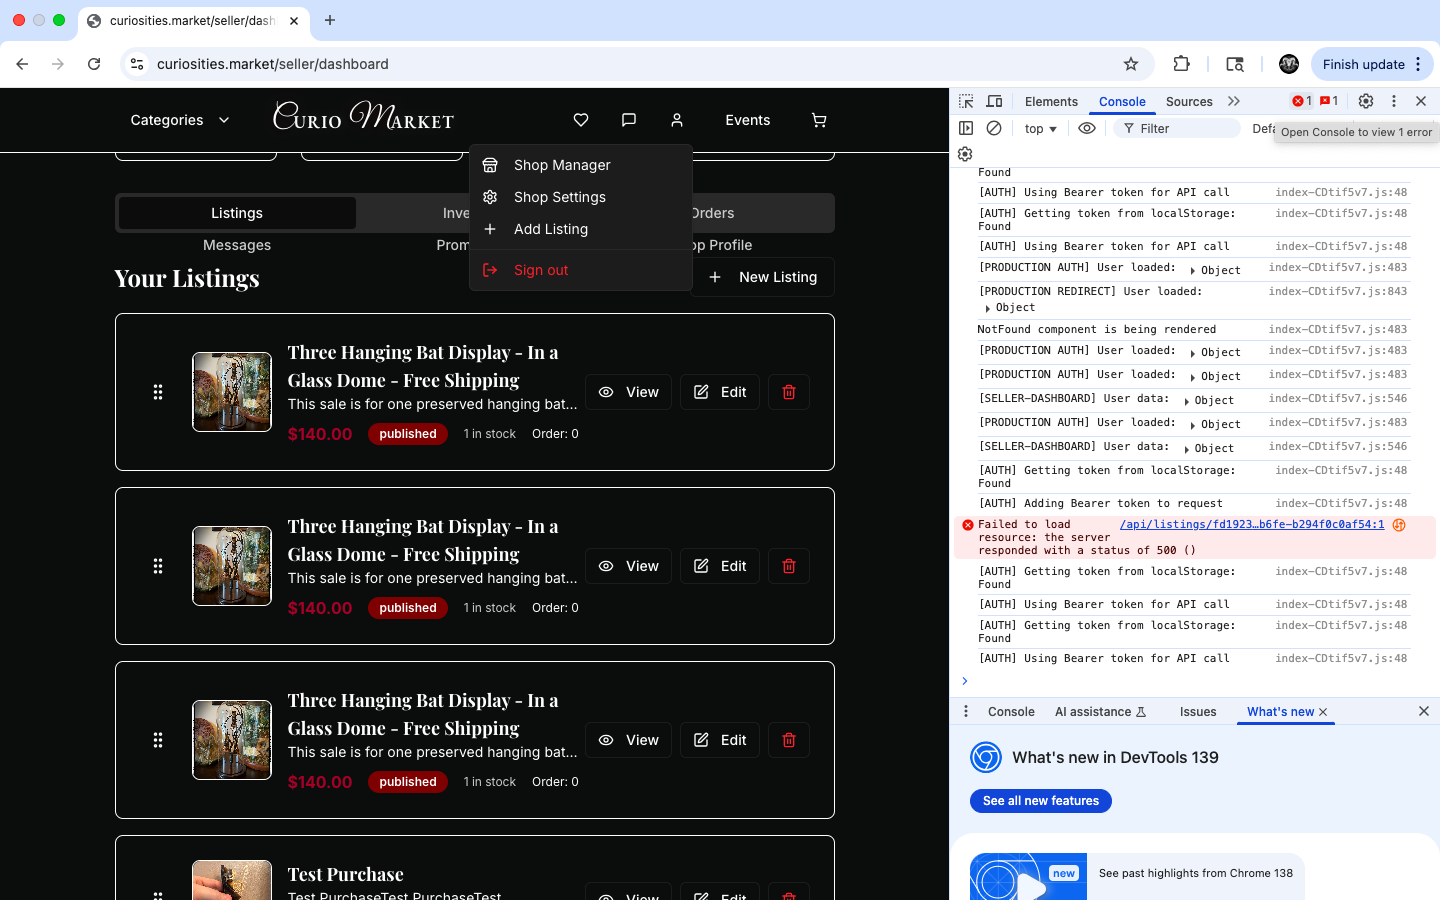 curiosities.market/seller/dash
curiosities.market/seller/dashboard
Finish update
Categories
Curio Market
Events
Shop Manager
Shop Settings
Add Listing
Sign out
Listings
Inve
Orders
Messages
Prom
op Profile
Your Listings
New Listing
Three Hanging Bat Display - In a
Glass Dome - Free Shipping
This sale is for one preserved hanging bat...
$140.00
published
1 in stock
Order: 0
View
Edit
Three Hanging Bat Display - In a
Glass Dome - Free Shipping
This sale is for one preserved hanging bat...
$140.00
published
1 in stock
Order: 0
View
Edit
Three Hanging Bat Display - In a
Glass Dome - Free Shipping
This sale is for one preserved hanging bat...
$140.00
published
1 in stock
Order: 0
View
Edit
Test Purchase
Test PurchaseTest PurchaseTest
View
Edit
Elements
Console
Sources
1
1
top
Filter
Defa
Open Console to view 1 error
Found
[AUTH] Using Bearer token for API call index-CDtif5v7.js:48
[AUTH] Getting token from localStorage: index-CDtif5v7.js:48
Found
[AUTH] Using Bearer token for API call index-CDtif5v7.js:48
[PRODUCTION AUTH] User loaded: Object index-CDtif5v7.js:483
[PRODUCTION REDIRECT] User loaded: index-CDtif5v7.js:843
Object
NotFound component is being rendered index-CDtif5v7.js:483
[PRODUCTION AUTH] User loaded: Object index-CDtif5v7.js:483
[PRODUCTION AUTH] User loaded: Object index-CDtif5v7.js:483
[SELLER-DASHBOARD] User data: Object index-CDtif5v7.js:546
[PRODUCTION AUTH] User loaded: Object index-CDtif5v7.js:483
[SELLER-DASHBOARD] User data: Object index-CDtif5v7.js:546
[AUTH] Getting token from localStorage: index-CDtif5v7.js:48
Found
[AUTH] Adding Bearer token to request index-CDtif5v7.js:48
Failed to load /api/listings/fd1923…b6fe-b294f0c0af54:1
resource: the server
responded with a status of 500 ()
[AUTH] Getting token from localStorage: index-CDtif5v7.js:48
Found
[AUTH] Using Bearer token for API call index-CDtif5v7.js:48
[AUTH] Getting token from localStorage: index-CDtif5v7.js:48
Found
[AUTH] Using Bearer token for API call index-CDtif5v7.js:48
Console
AI assistance
Issues
What's new
What's new in DevTools 139
See all new features
new
See past highlights from Chrome 138